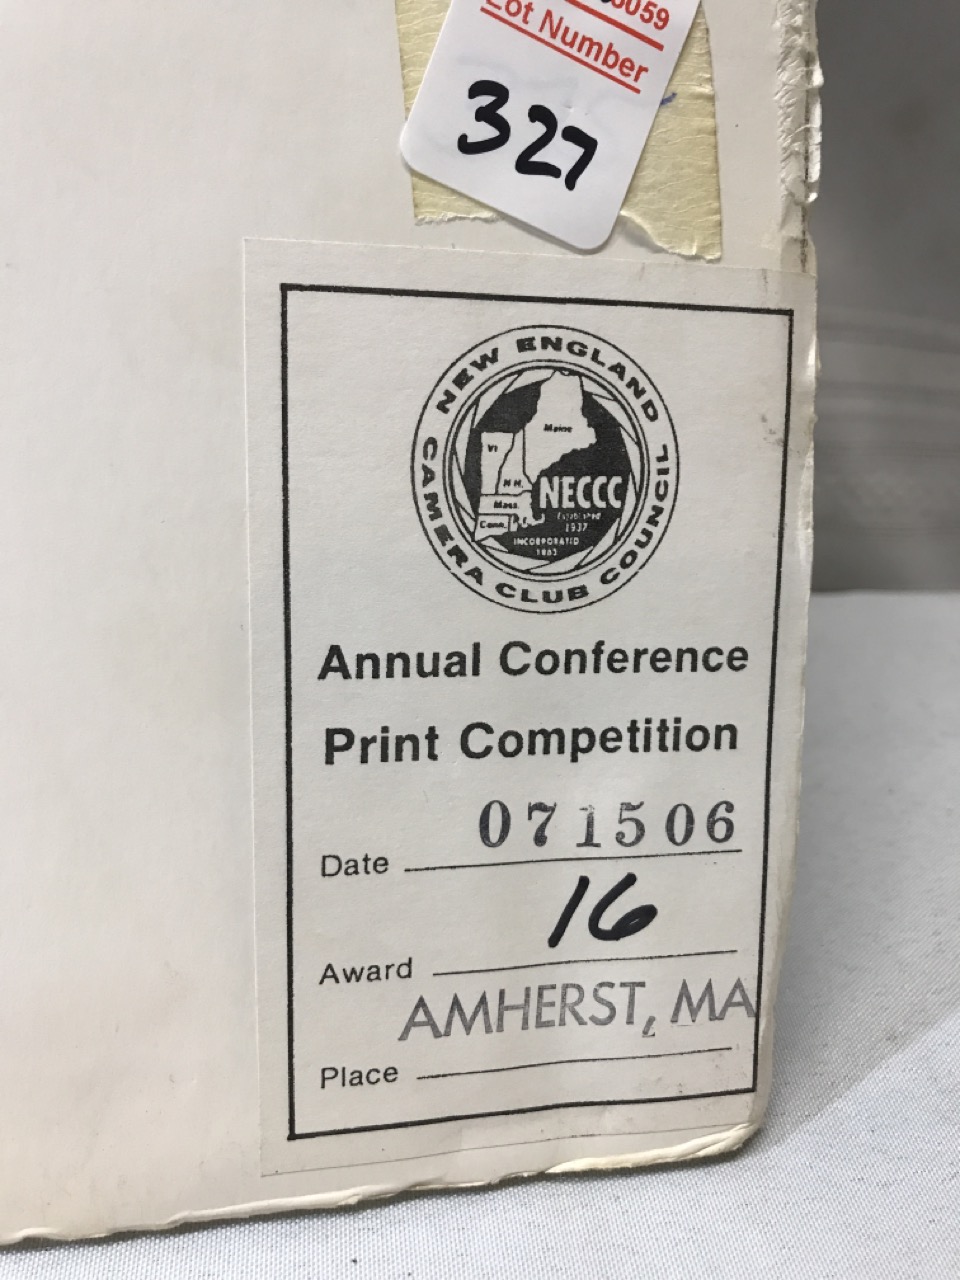 Lot Number
327
NEW ENGLAND
CAMERA CLUB COUNCIL
Maine
Vt
N.H.
Mass.
Conn.
NECCC
Established
1937
INCORPORATED
Annual Conference
Print Competition
Date 071506
Award 16
Place AMHERST, MA